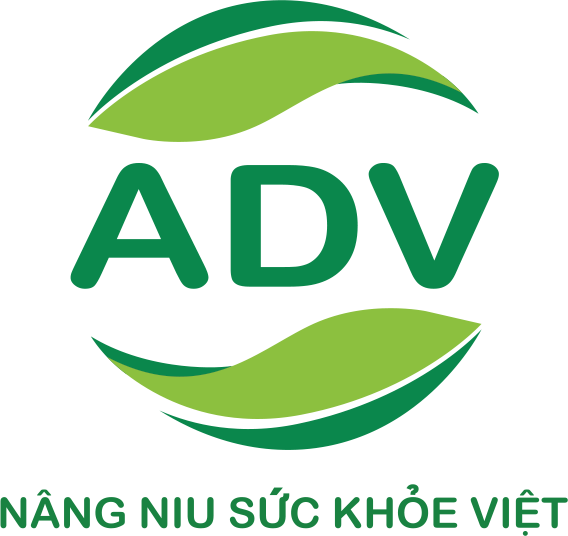 ADV
NÂNG NIU SỨC KHỎE VIỆT